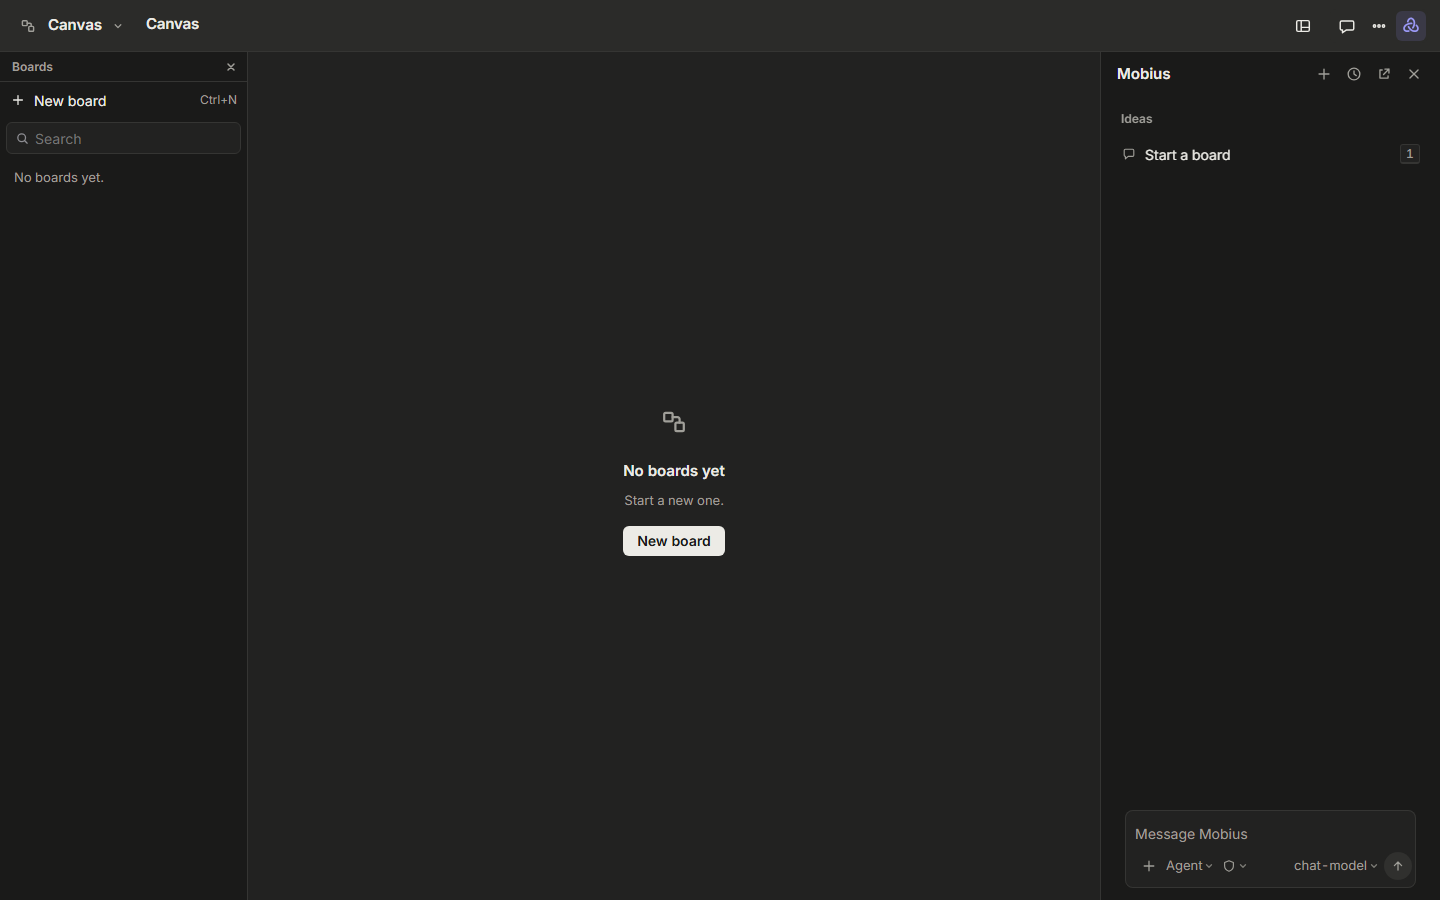 Canvas
Canvas
Boards
New board
Ctrl+N
Search
No boards yet.
No boards yet
Start a new one.
New board
Mobius
Ideas
Start a board
1
Message Mobius
Agent
chat-model